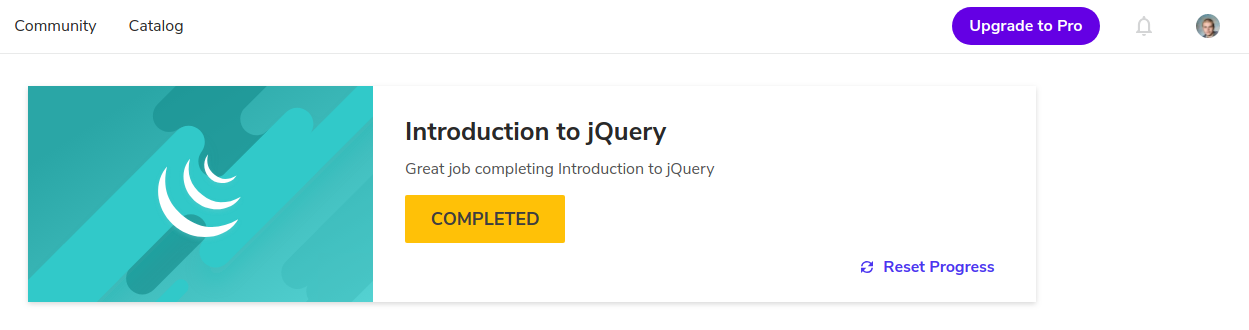 Community Catalog Upgrade to Pro
Introduction to jQuery
Great job completing Introduction to jQuery
COMPLETED
Reset Progress